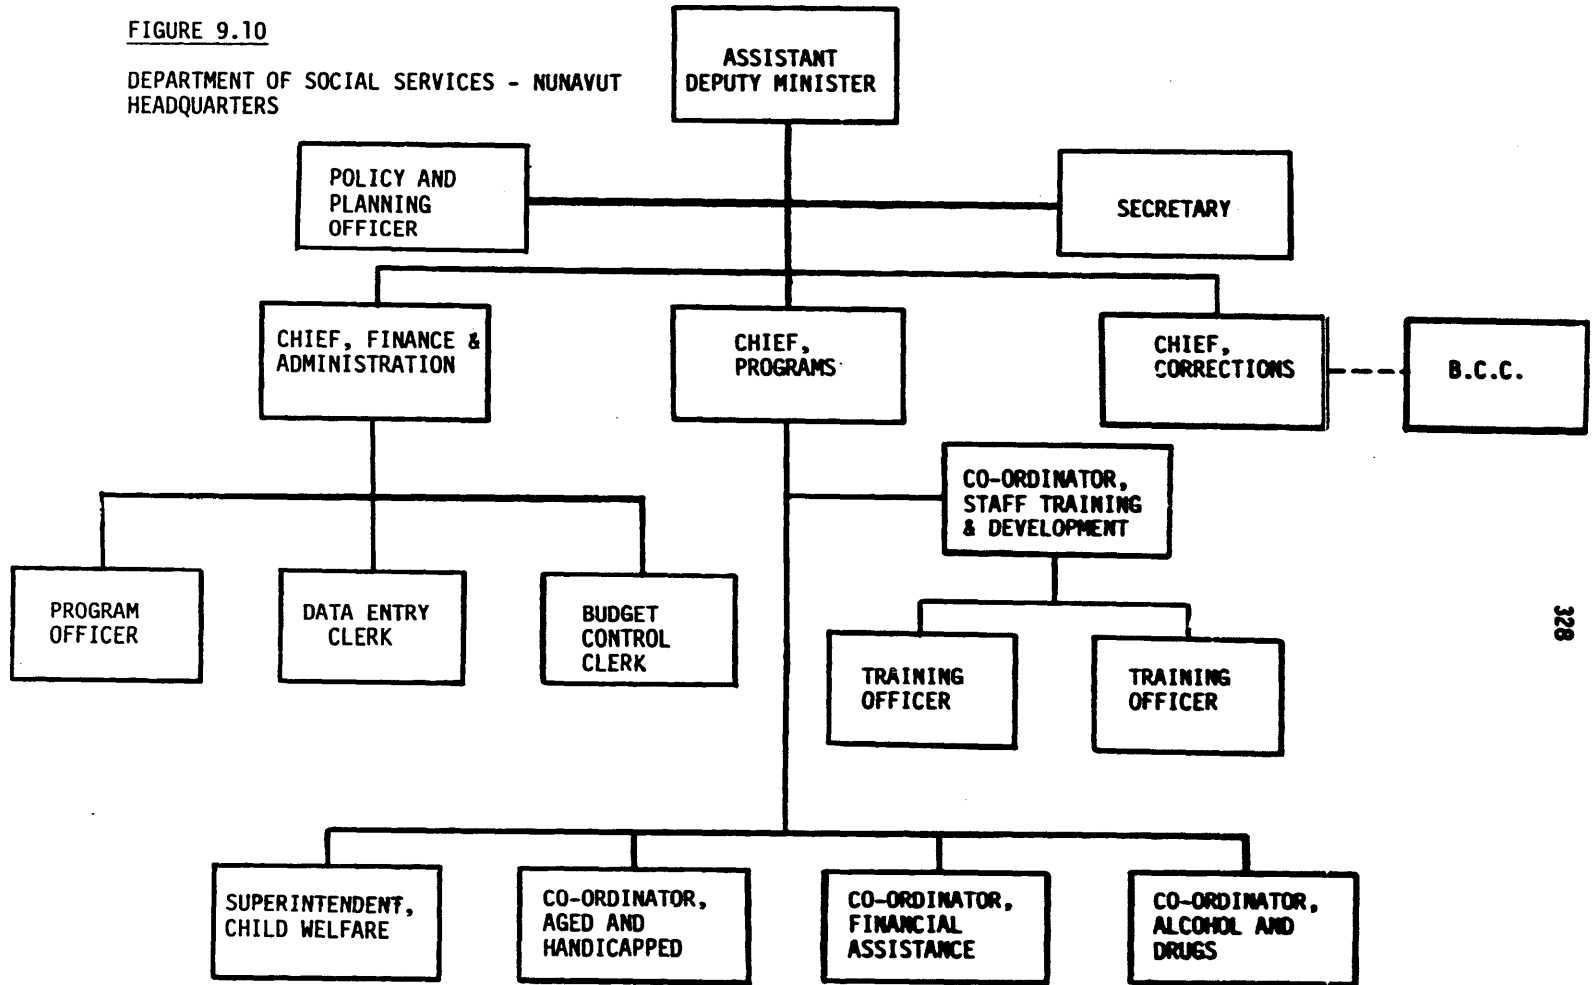 FIGURE 9.10
DEPARTMENT OF SOCIAL SERVICES - NUNAVUT
HEADQUARTERS
ASSISTANT
DEPUTY MINISTER
POLICY AND
PLANNING
OFFICER
SECRETARY
CHIEF, FINANCE &
ADMINISTRATION
CHIEF,
PROGRAMS
CHIEF,
CORRECTIONS
B.C.C.
CO-ORDINATOR,
STAFF TRAINING
& DEVELOPMENT
PROGRAM
OFFICER
DATA ENTRY
CLERK
BUDGET
CONTROL
CLERK
TRAINING
OFFICER
TRAINING
OFFICER
328
SUPERINTENDENT,
CHILD WELFARE
CO-ORDINATOR,
AGED AND
HANDICAPPED
CO-ORDINATOR,
FINANCIAL
ASSISTANCE
CO-ORDINATOR,
ALCOHOL AND
DRUGS